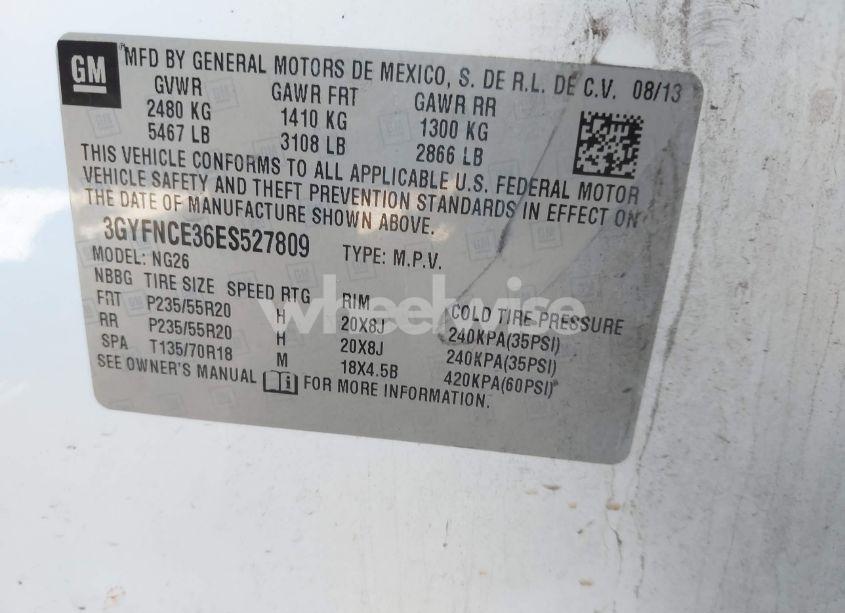 GM
MFD BY GENERAL MOTORS DE MEXICO, S. DE R.L. DE C.V. 08/13
GVWR GAWR FRT GAWR RR
2480 KG 1410 KG 1300 KG
5467 LB 3108 LB 2866 LB
THIS VEHICLE CONFORMS TO ALL APPLICABLE U.S. FEDERAL MOTOR
VEHICLE SAFETY AND THEFT PREVENTION STANDARDS IN EFFECT ON
THE DATE OF MANUFACTURE SHOWN ABOVE.
3GYFNCE36ES527809 TYPE: M.P.V.
MODEL: NG26
NBBG TIRE SIZE SPEED RTG RIM COLD TIRE PRESSURE
FRT P235/55R20 H 20X8J 240KPA(35PSI)
RR P235/55R20 H 20X8J 240KPA(35PSI)
SPA T135/70R18 M 18X4.5B 420KPA(60PSI)
SEE OWNER'S MANUAL FOR MORE INFORMATION.
wheelwise